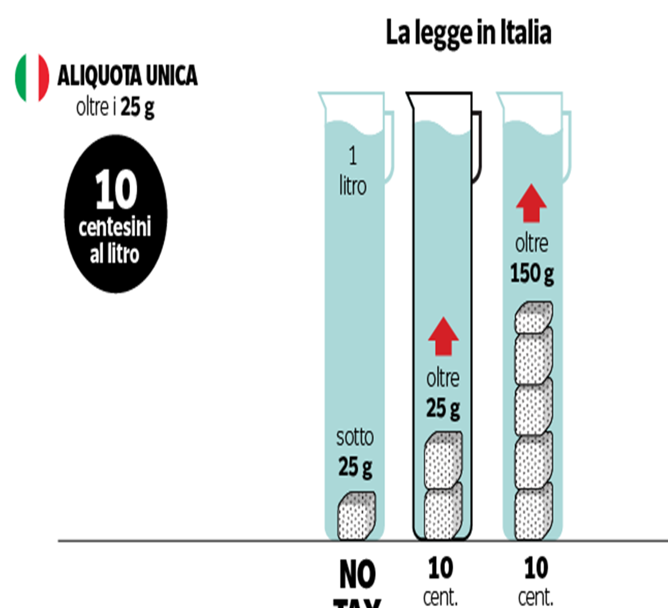 La legge in Italia
ALIQUOTA UNICA
oltre i 25 g
10
centesini
al litro
1
litro
sotto
25 g
NO
TAX
oltre
25 g
10
cent.
oltre
150 g
10
cent.